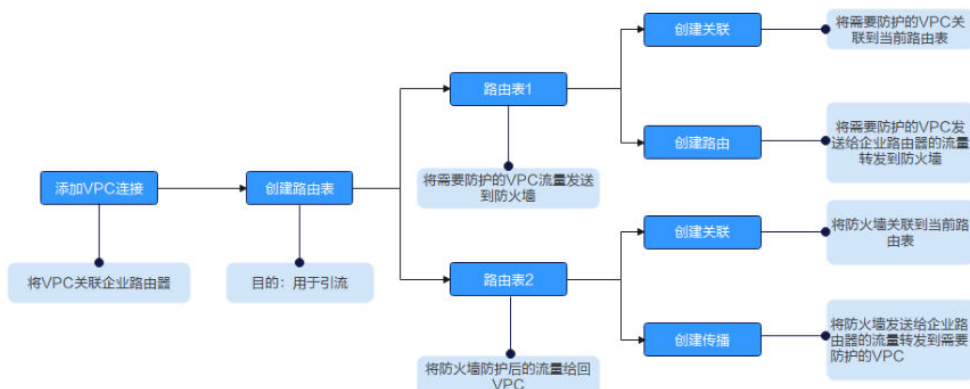 创建关联
将需要防护的VPC关
联到当前路由表
路由表1
创建路由
将需要防护的VPC发
送给企业路由器的流量
转发到防火墙
将需要防护的VPC流量发送
到防火墙
添加VPC连接
创建路由表
将VPC关联企业路由器
目的：用于引流
创建关联
将防火墙关联到当前路
由表
路由表2
创建传播
将防火墙发送给企业路
由器的流量转发到需要
防护的VPC
将防火墙防护后的流量给回
VPC